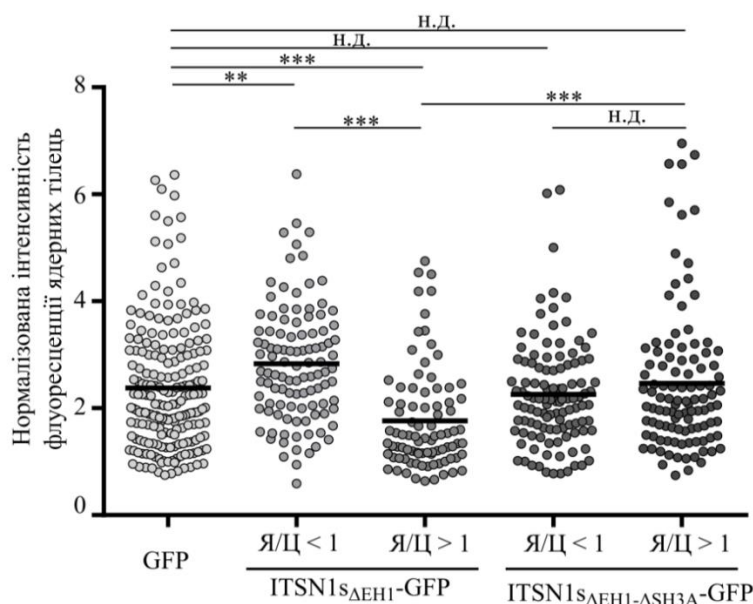 н.д.
н.д.
***
**
***
н.д.
***
Нормалізована інтенсивність
флуоресценції ядерних тілець
8
6
4
2
0
GFP
Я/Ц < 1
Я/Ц > 1
Я/Ц < 1
Я/Ц > 1
ITSN1sΔEH1-GFP
ITSN1sΔEH1-ΔSH3A-GFP